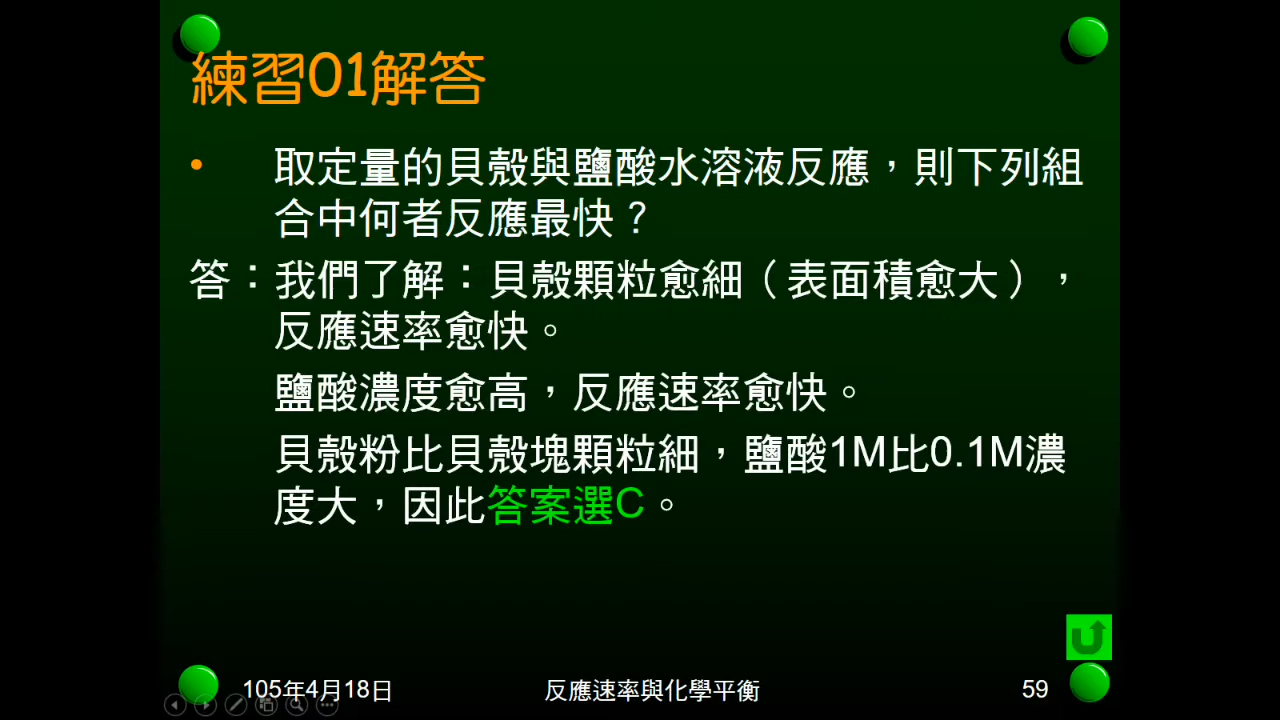 練習01解答
• 取定量的貝殼與鹽酸水溶液反應，則下列組
合中何者反應最快？
答：我們了解：貝殼顆粒愈細（表面積愈大），
反應速率愈快。
鹽酸濃度愈高，反應速率愈快。
貝殼粉比貝殼塊顆粒細，鹽酸1M比0.1M濃
度大，因此答案選C。
105年4月18日
反應速率與化學平衡
59